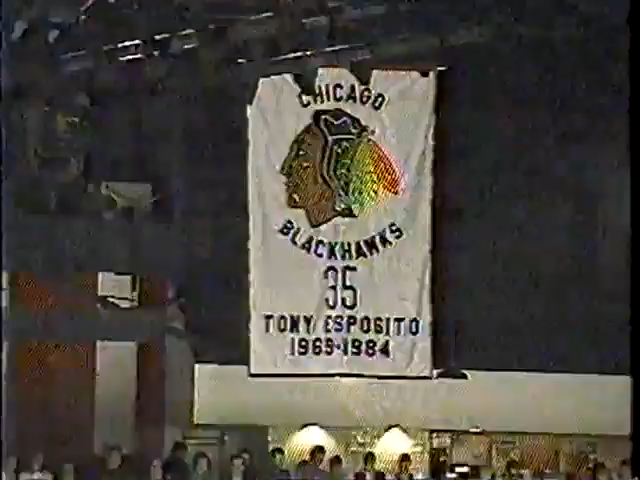 CHICAGO
BLACKHAWKS
35
TONY ESPOSITO
1969-1984